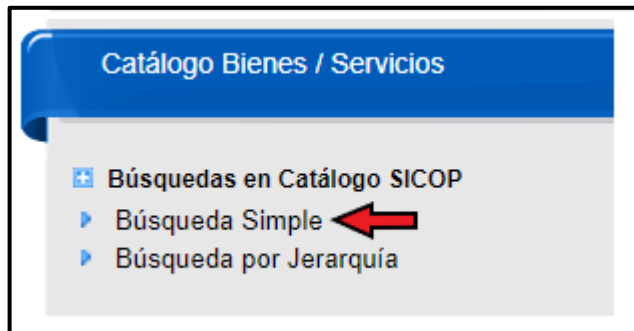 Catálogo Bienes / Servicios
Búsquedas en Catálogo SICOP
Búsqueda Simple
Búsqueda por Jerarquía